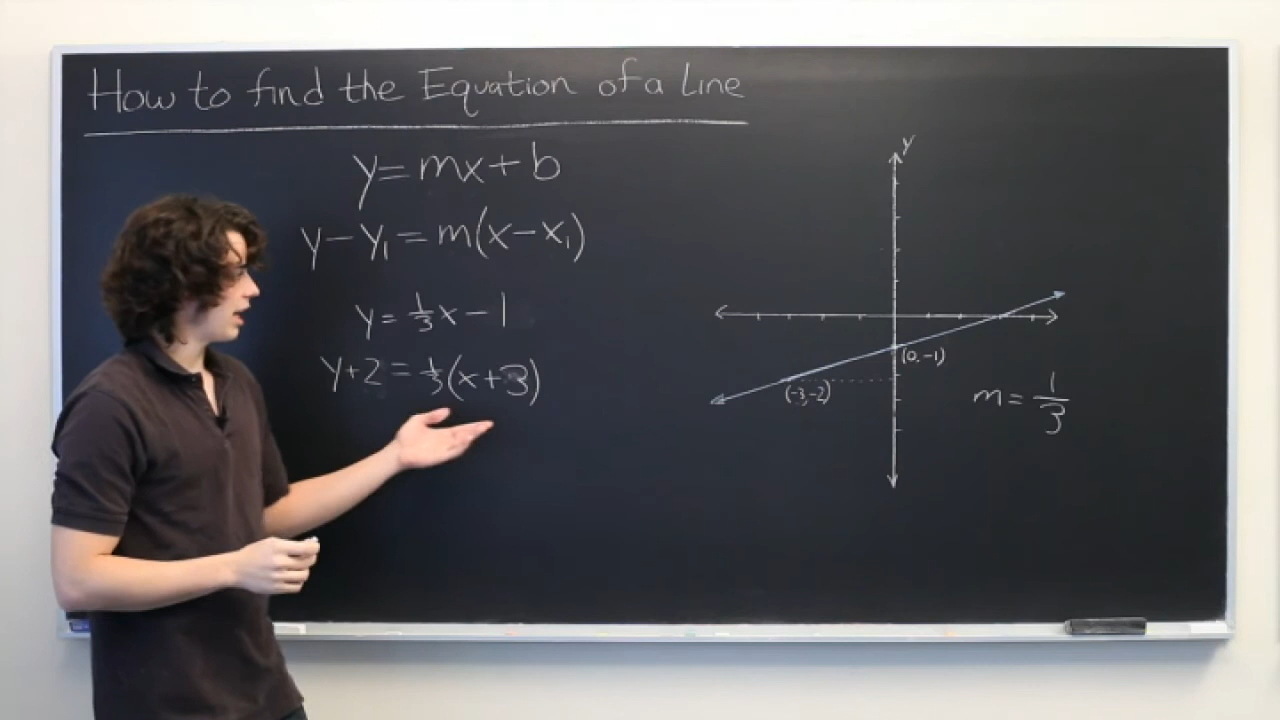 How to find the Equation of a Line
y=mx+b
y-y₁=m(x-x₁)
y=⅓x-1
y+2=⅓(x+3)
y
(0,-1)
(-3,-2)
m=1/3